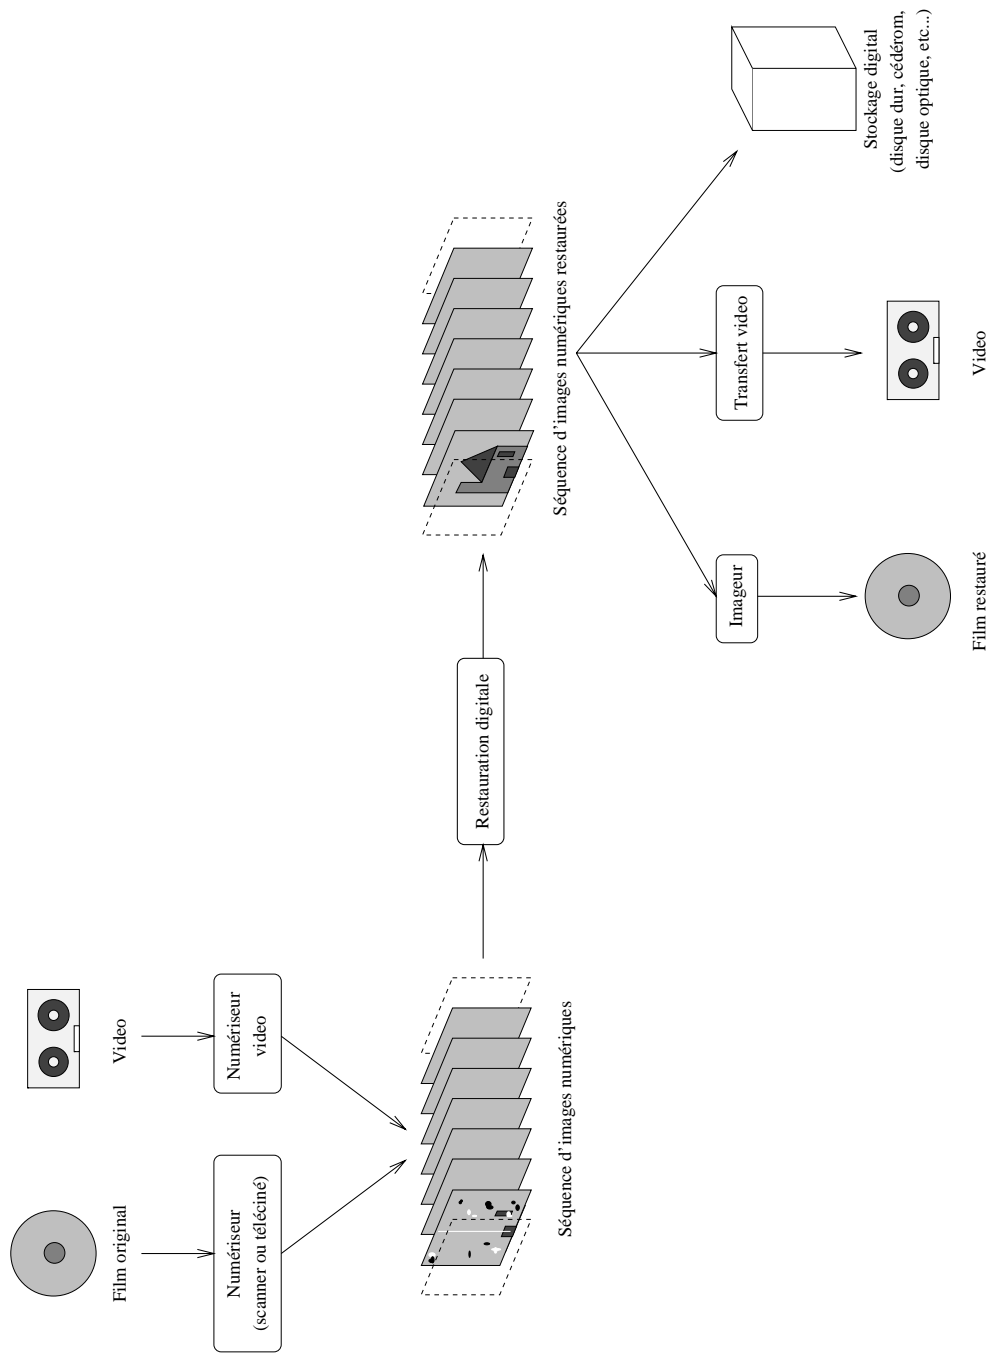 Film original
Numériseur
(scanner ou téléciné)
Video
Numériseur
video
Séquence d'images numériques
Restauration digitale
Séquence d'images numériques restaurées
Imageur
Film restauré
Transfert video
Video
Stockage digital
(disque dur, cédérom,
disque optique, etc...)